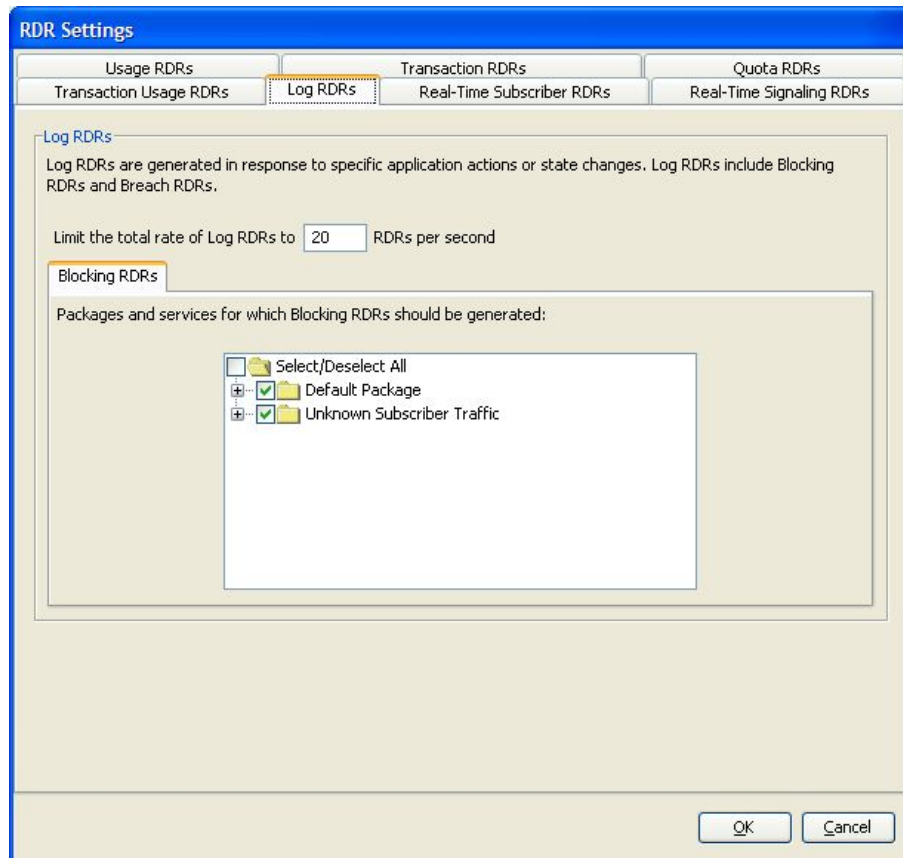 RDR Settings
Usage RDRs
Transaction RDRs
Quota RDRs
Transaction Usage RDRs
Log RDRs
Real-Time Subscriber RDRs
Real-Time Signaling RDRs
Log RDRs
Log RDRs are generated in response to specific application actions or state changes. Log RDRs include Blocking
RDRs and Breach RDRs.
Limit the total rate of Log RDRs to 20 RDRs per second
Blocking RDRs
Packages and services for which Blocking RDRs should be generated:
Select/Deselect All
Default Package
Unknown Subscriber Traffic
OK
Cancel